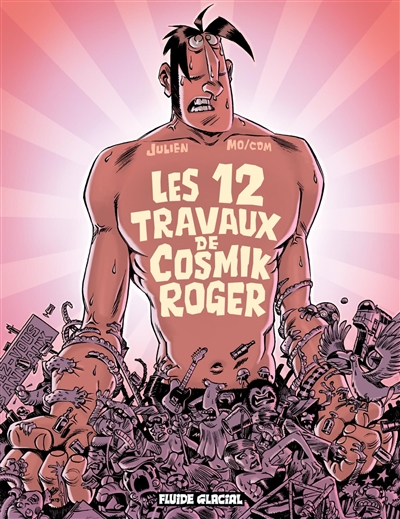 JULIEN MO/CDM
LES 12
TRAVAUX
DE
COSMIK
ROGER
FLUIDE GLACIAL